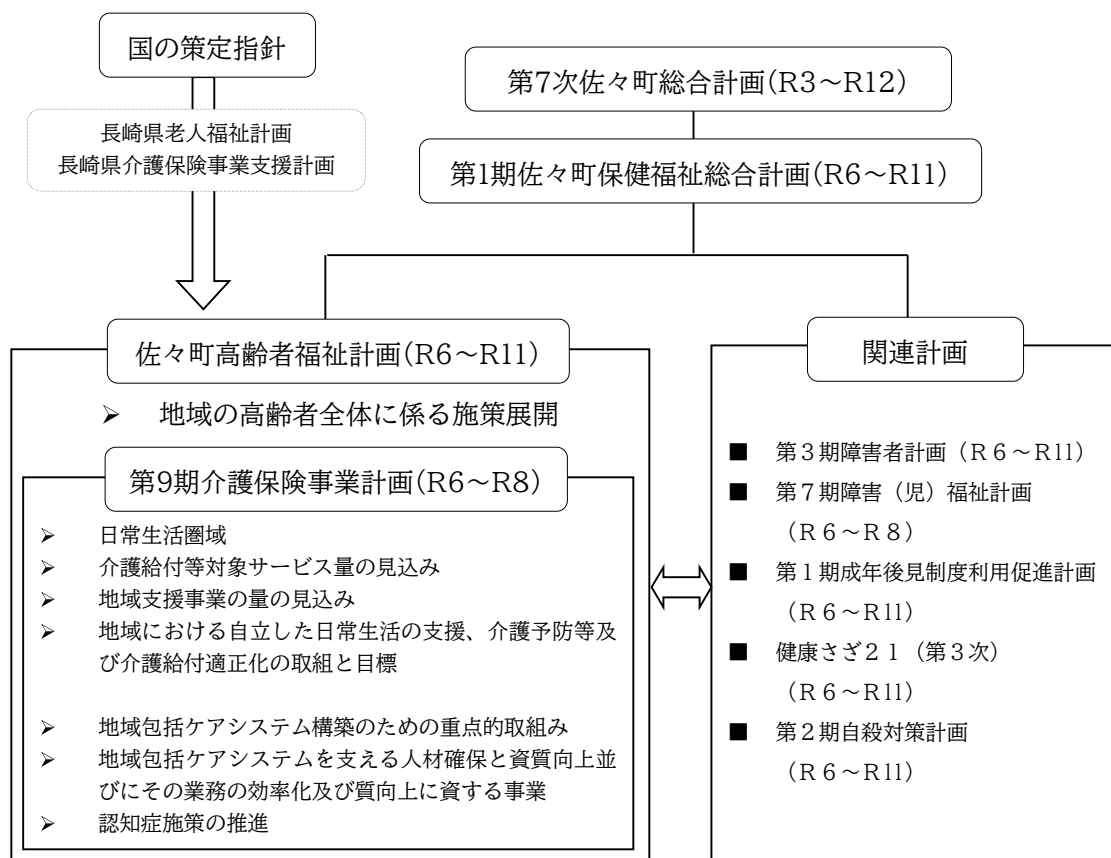 国の策定指針
長崎県老人福祉計画
長崎県介護保険事業支援計画
第7次佐々町総合計画(R3～R12)
第1期佐々町保健福祉総合計画(R6～R11)
佐々町高齢者福祉計画(R6～R11)
➢ 地域の高齢者全体に係る施策展開
第9期介護保険事業計画(R6～R8)
➢ 日常生活圏域
➢ 介護給付等対象サービス量の見込み
➢ 地域支援事業の量の見込み
➢ 地域における自立した日常生活の支援、介護予防等及
び介護給付適正化の取組と目標
➢ 地域包括ケアシステム構築のための重点的取組み
➢ 地域包括ケアシステムを支える人材確保と資質向上並
びにその業務の効率化及び質向上に資する事業
➢ 認知症施策の推進
関連計画
■ 第３期障害者計画（Ｒ６～Ｒ11）
■ 第７期障害（児）福祉計画
（Ｒ６～Ｒ８）
■ 第１期成年後見制度利用促進計画
（Ｒ６～Ｒ11）
■ 健康さざ２１（第３次）
（Ｒ６～Ｒ11）
■ 第２期自殺対策計画
（Ｒ６～Ｒ11）